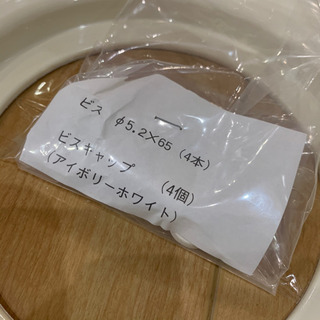 ビス φ5.2×65 (4本)
ビスキャップ (4個)
(アイボリーホワイト)